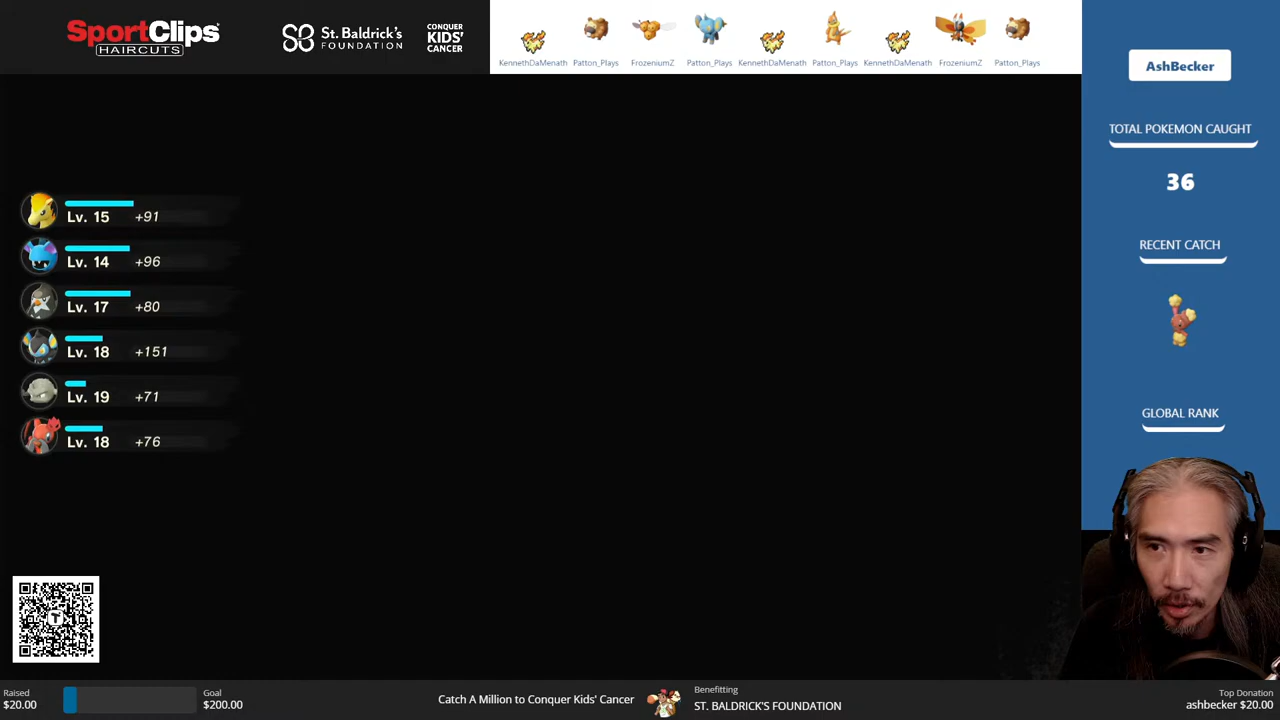 SportClips
HAIRCUTS
St. Baldrick's
FOUNDATION
CONQUER
KIDS'
CANCER
KennethDaMenath
Patton_Plays
FrozeniumZ
Patton_Plays
KennethDaMenath
Patton_Plays
KennethDaMenath
FrozeniumZ
Patton_Plays
AshBecker
TOTAL POKEMON CAUGHT
36
RECENT CATCH
GLOBAL RANK
Lv. 15 +91
Lv. 14 +96
Lv. 17 +80
Lv. 18 +151
Lv. 19 +71
Lv. 18 +76
T
Raised
$20.00
Goal
$200.00
Catch A Million to Conquer Kids' Cancer
Benefitting
ST. BALDRICK'S FOUNDATION
Top Donation
ashbecker $20.00